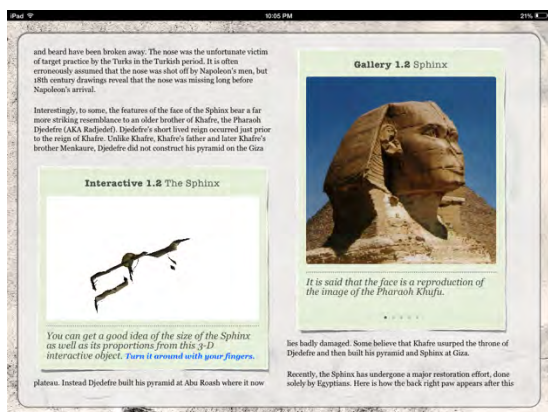 iPad
10:05 PM
21%
and beard have been broken away. The nose was the unfortunate victim
of target practice by the Turks in the Turkish period. It is often
erroneously assumed that the nose was shot off by Napoleon's men, but
18th century drawings reveal that the nose was missing long before
Napoleon's arrival.
Interestingly, to some, the features of the face of the Sphinx bear a far
more striking resemblance to an older brother of Khafre, the Pharaoh
Djedefre (AKA Radjedef). Djedefre's short lived reign occurred just prior
to the reign of Khafre. Unlike Khafre, Khafre's father and later Khafre's
brother Menkaure, Djedefre did not construct his pyramid on the Giza
Interactive 1.2 The Sphinx
You can get a good idea of the size of the Sphinx
as well as its proportions from this 3-D
interactive object. Turn it around with your fingers.
plateau. Instead Djedefre built his pyramid at Abu Roash where it now
Gallery 1.2 Sphinx
It is said that the face is a reproduction of
the image of the Pharaoh Khufu.
lies badly damaged. Some believe that Khafre usurped the throne of
Djedefre and then built his pyramid and Sphinx at Giza.
Recently, the Sphinx has undergone a major restoration effort, done
solely by Egyptians. Here is how the back right paw appears after this